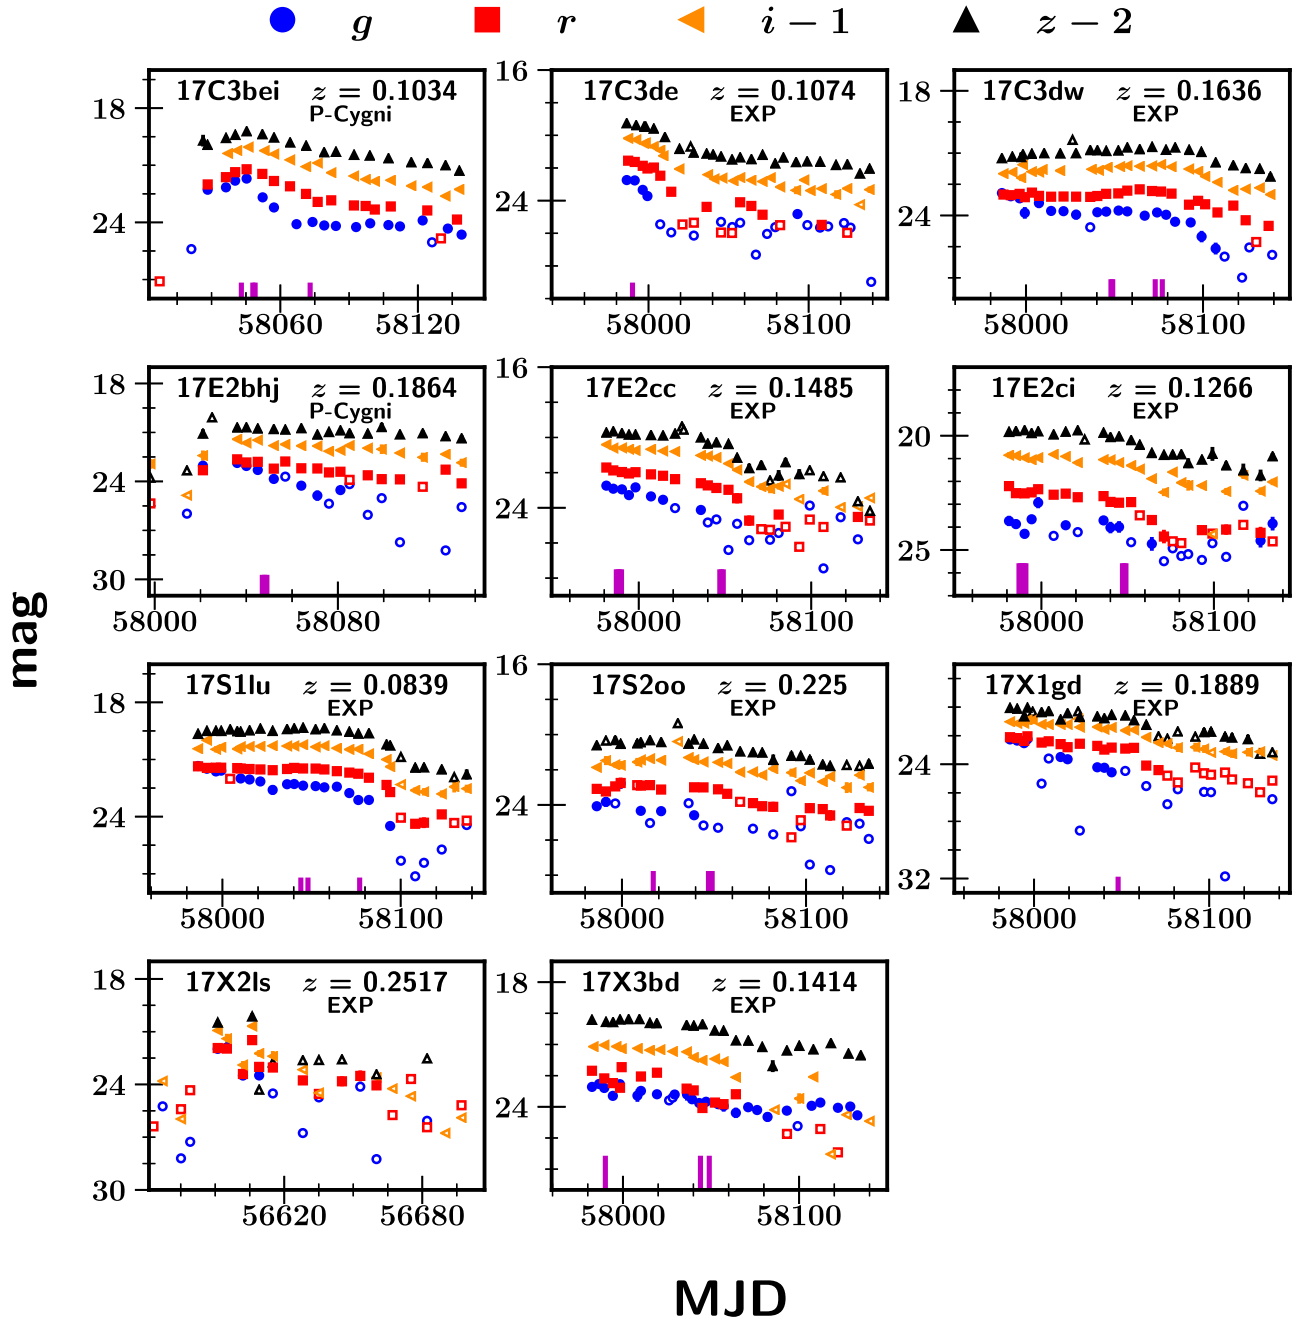 g r i − 1 z − 2
17C3bei z = 0.1034
P-Cygni
18
24
58060 58120
17C3de z = 0.1074
EXP
16
24
58000 58100
17C3dw z = 0.1636
EXP
18
24
58000 58100
17E2bhj z = 0.1864
P-Cygni
18
24
30
58000 58080
17E2cc z = 0.1485
EXP
16
24
58000 58100
17E2ci z = 0.1266
EXP
20
25
58000 58100
mag
17S1lu z = 0.0839
EXP
18
24
58000 58100
17S2oo z = 0.225
EXP
16
24
58000 58100
17X1gd z = 0.1889
EXP
24
32
58000 58100
17X2ls z = 0.2517
EXP
18
24
30
56620 56680
17X3bd z = 0.1414
EXP
18
24
58000 58100
MJD